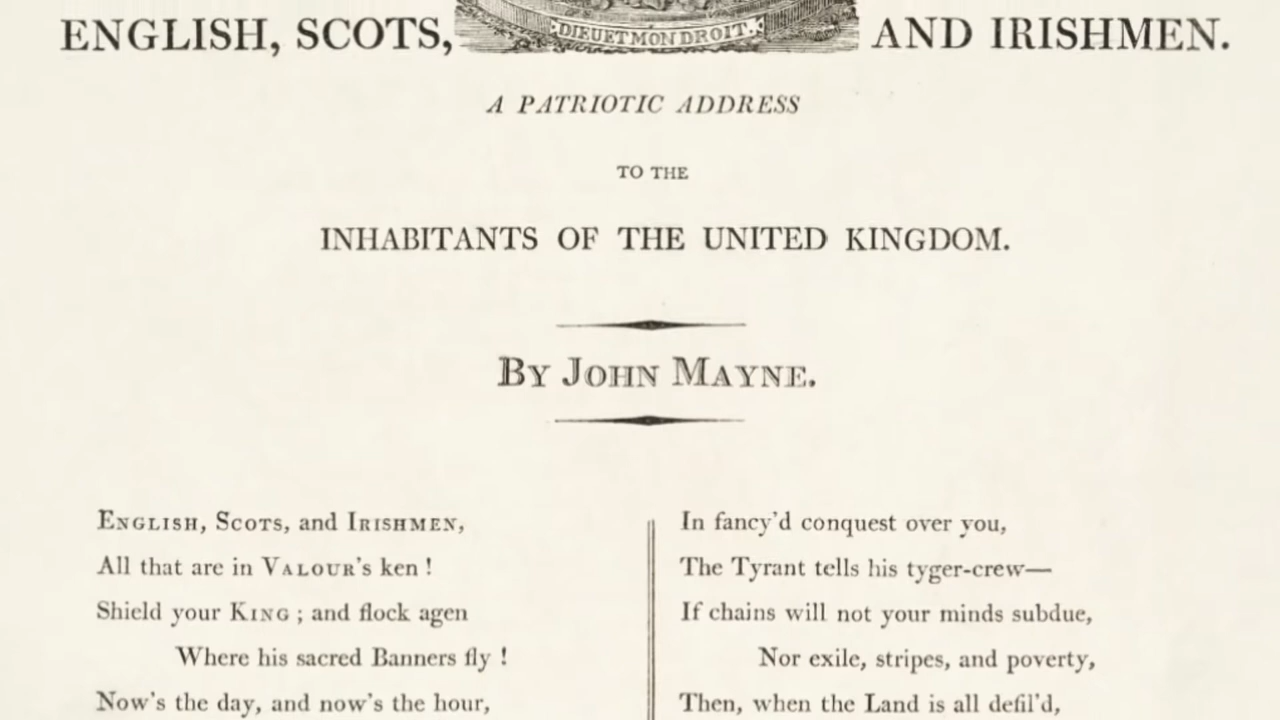 ENGLISH, SCOTS, AND IRISHMEN.
DIEU ET MON DROIT.
A PATRIOTIC ADDRESS
TO THE
INHABITANTS OF THE UNITED KINGDOM.
BY JOHN MAYNE.
ENGLISH, SCOTS, and IRISHMEN,
All that are in VALOUR's ken !
Shield your KING ; and flock agen
Where his sacred Banners fly !
Now's the day, and now's the hour,
In fancy'd conquest over you,
The Tyrant tells his tyger-crew—
If chains will not your minds subdue,
Nor exile, stripes, and poverty,
Then, when the Land is all defil'd,